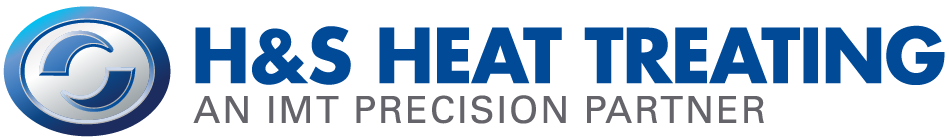 H&S HEAT TREATING
AN IMT PRECISION PARTNER